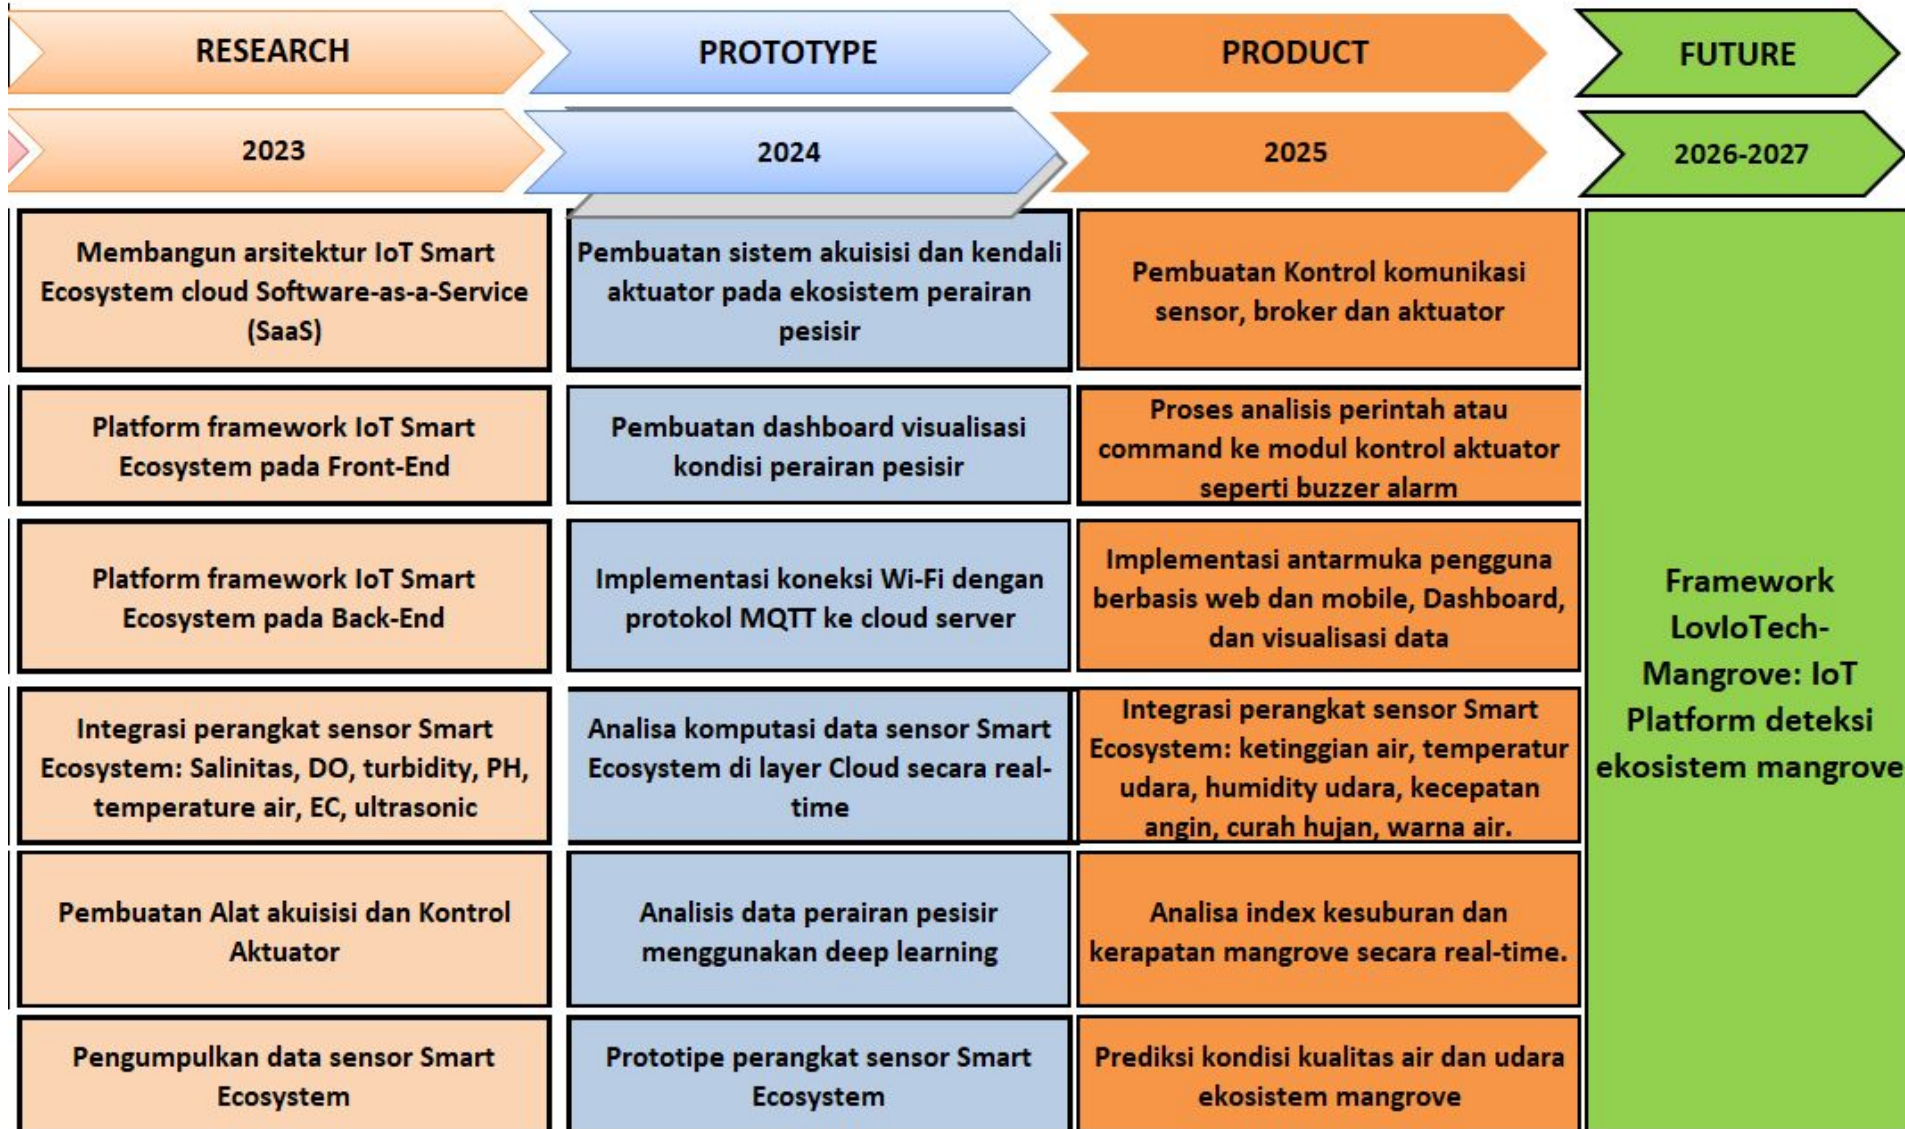 RESEARCH
PROTOTYPE
PRODUCT
FUTURE
2023
2024
2025
2026-2027
Membangun arsitektur IoT Smart
Ecosystem cloud Software-as-a-Service
(SaaS)
Pembuatan sistem akuisisi dan kendali
aktuator pada ekosistem perairan
pesisir
Pembuatan Kontrol komunikasi
sensor, broker dan aktuator
Platform framework IoT Smart
Ecosystem pada Front-End
Pembuatan dashboard visualisasi
kondisi perairan pesisir
Proses analisis perintah atau
command ke modul kontrol aktuator
seperti buzzer alarm
Platform framework IoT Smart
Ecosystem pada Back-End
Implementasi koneksi Wi-Fi dengan
protokol MQTT ke cloud server
Implementasi antarmuka pengguna
berbasis web dan mobile, Dashboard,
dan visualisasi data
Integrasi perangkat sensor Smart
Ecosystem: Salinitas, DO, turbidity, PH,
temperature air, EC, ultrasonic
Analisa komputasi data sensor Smart
Ecosystem di layer Cloud secara real-
time
Integrasi perangkat sensor Smart
Ecosystem: ketinggian air, temperatur
udara, humidity udara, kecepatan
angin, curah hujan, warna air.
Pembuatan Alat akuisisi dan Kontrol
Aktuator
Analisis data perairan pesisir
menggunakan deep learning
Analisa index kesuburan dan
kerapatan mangrove secara real-time.
Pengumpulkan data sensor Smart
Ecosystem
Prototipe perangkat sensor Smart
Ecosystem
Prediksi kondisi kualitas air dan udara
ekosistem mangrove
Framework
LovIoTech-
Mangrove: IoT
Platform deteksi
ekosistem mangrove